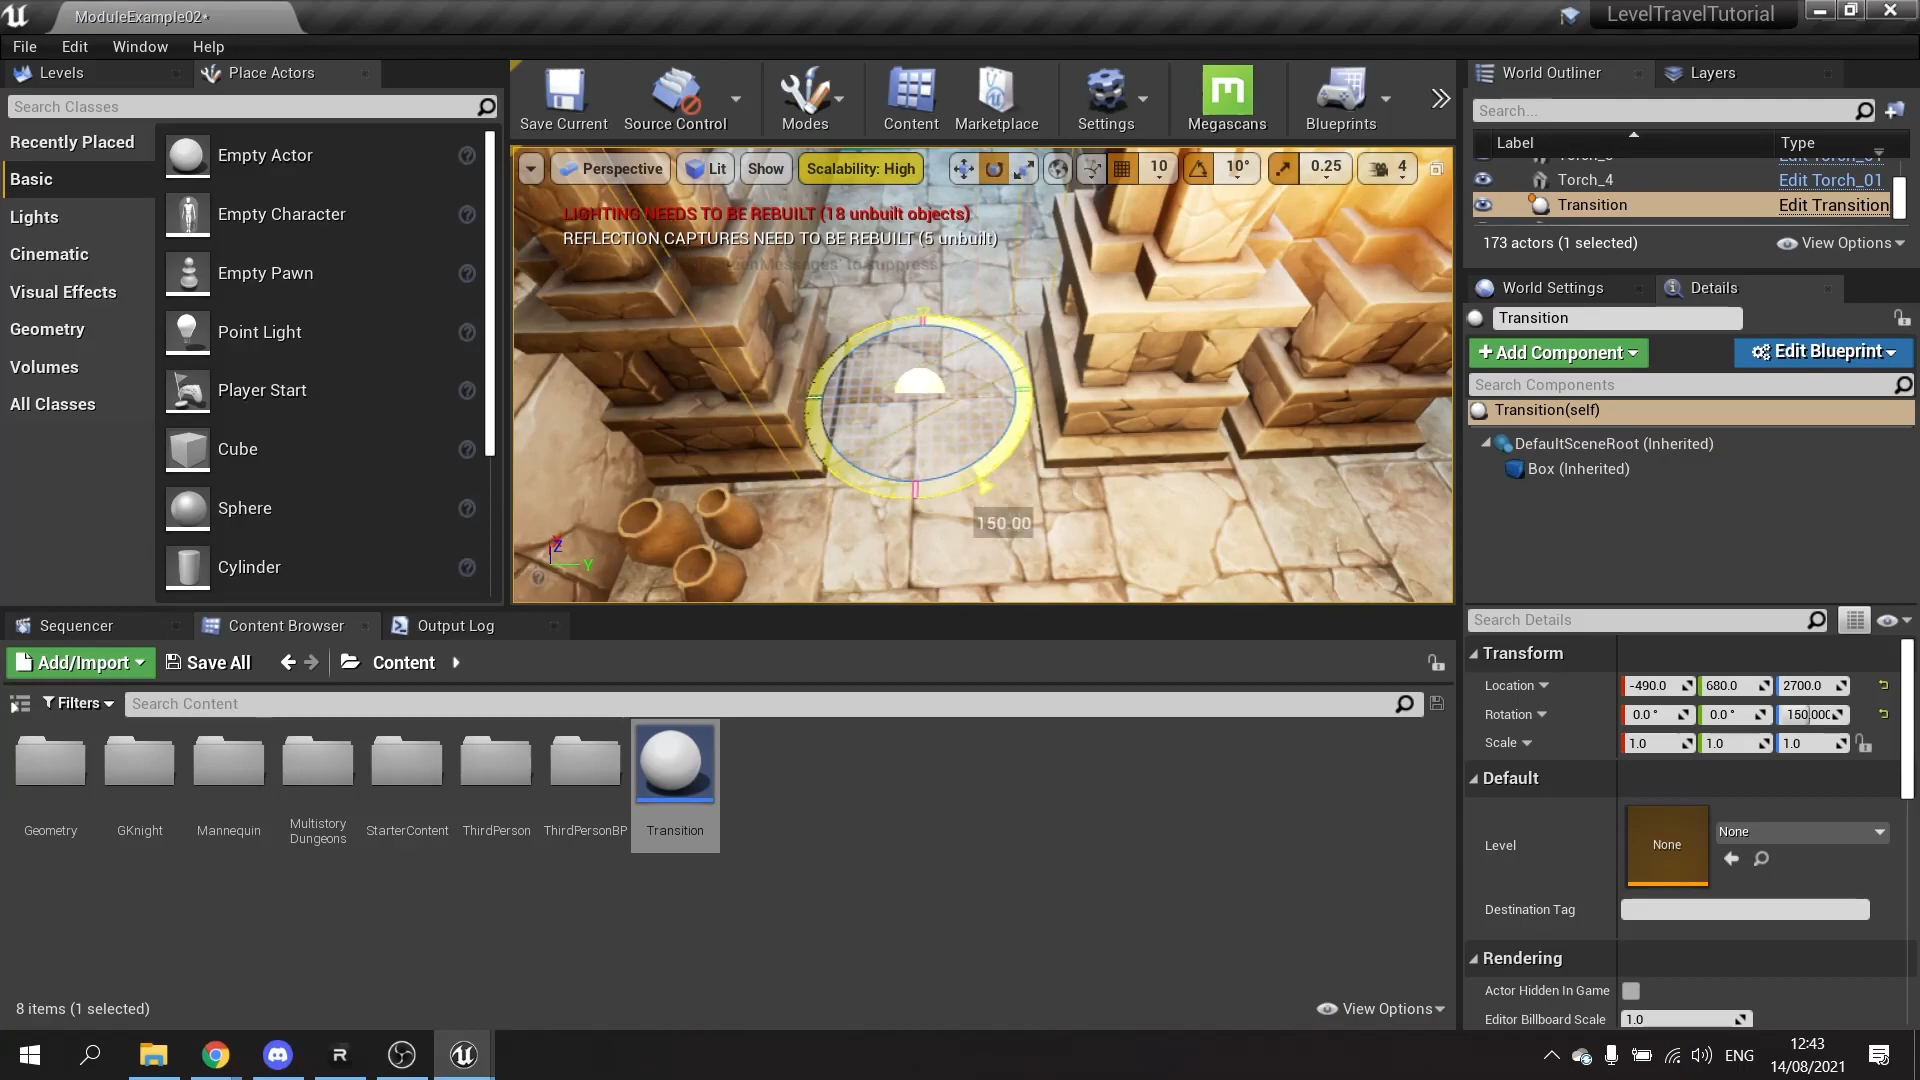 ModuleExample02*
LevelTravelTutorial
File Edit Window Help
Levels
Place Actors
Search Classes
Recently Placed
Basic
Lights
Cinematic
Visual Effects
Geometry
Volumes
All Classes
Empty Actor
Empty Character
Empty Pawn
Point Light
Player Start
Cube
Sphere
Cylinder
Save Current
Source Control
Modes
Content
Marketplace
Settings
Megascans
Blueprints
Perspective
Lit
Show
Scalability: High
10
10°
0.25
4
LIGHTING NEEDS TO BE REBUILT (18 unbuilt objects)
REFLECTION CAPTURES NEED TO BE REBUILT (5 unbuilt)
150.00
Z
Y
World Outliner
Layers
Search...
Label
Type
Torch_4
Edit Torch_01
Transition
Edit Transition
173 actors (1 selected)
View Options
World Settings
Details
Transition
+ Add Component
Edit Blueprint
Search Components
Transition(self)
DefaultSceneRoot (Inherited)
Box (Inherited)
Search Details
Transform
Location -490.0 680.0 2700.0
Rotation 0.0 ° 0.0 ° 150.000
Scale 1.0 1.0 1.0
Default
Level
None
None
Destination Tag
Rendering
Actor Hidden In Game
Editor Billboard Scale 1.0
Sequencer
Content Browser
Output Log
Add/Import
Save All
Content
Filters
Search Content
Geometry
GKnight
Mannequin
Multistory
Dungeons
StarterContent
ThirdPerson
ThirdPersonBP
Transition
8 items (1 selected)
View Options
ENG
12:43
14/08/2021